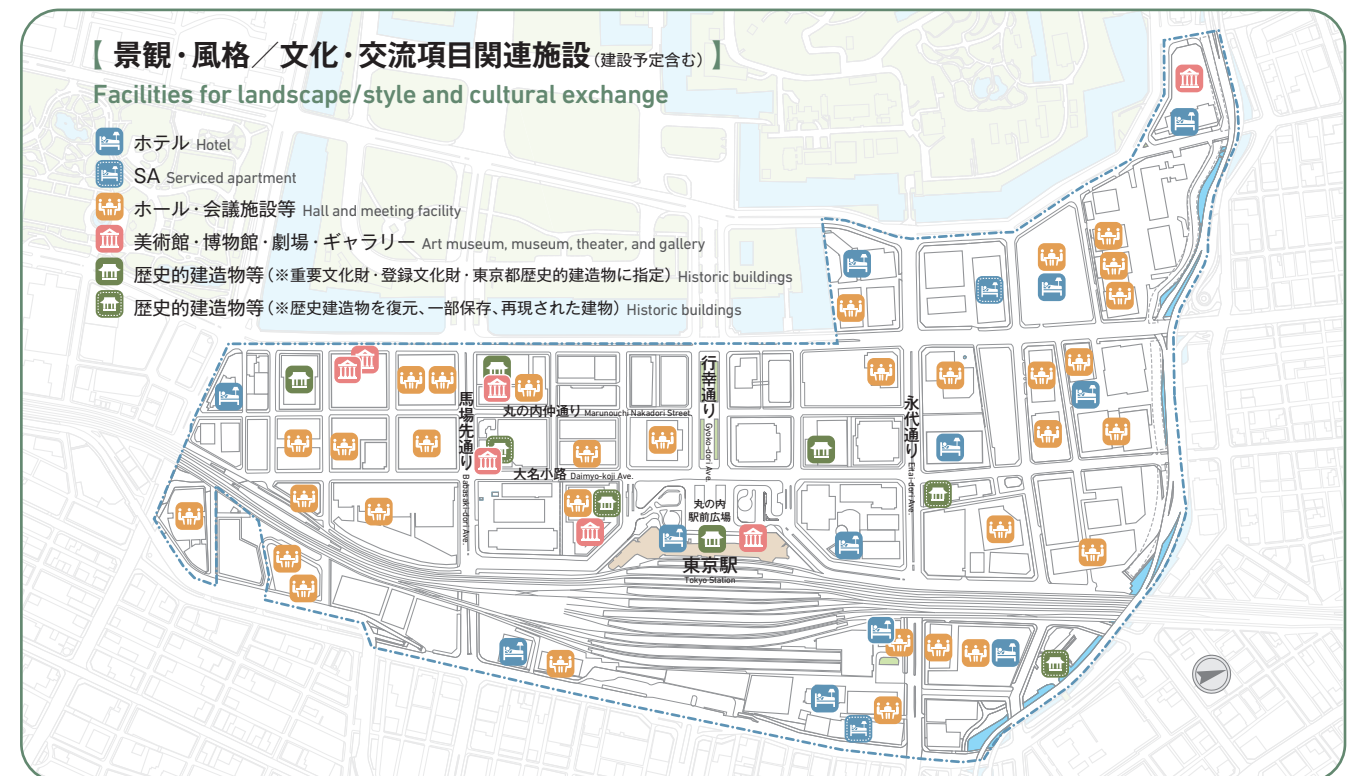 【 景観・風格／文化・交流項目関連施設(建設予定含む) 】
Facilities for landscape/style and cultural exchange
ホテル Hotel
SA Serviced apartment
ホール・会議施設等 Hall and meeting facility
美術館・博物館・劇場・ギャラリー Art museum, museum, theater, and gallery
歴史的建造物等(※重要文化財・登録文化財・東京都歴史的建造物に指定) Historic buildings
歴史的建造物等(※歴史建造物を復元、一部保存、再現された建物) Historic buildings
馬場先通り Babasaki-dori Ave.
丸の内仲通り Marunouchi Nakadori Street
行幸通り Gyoko-dori Ave.
永代通り Eitai-dori Ave.
大名小路 Daimyo-koji Ave.
丸の内
駅前広場
東京駅
Tokyo Station